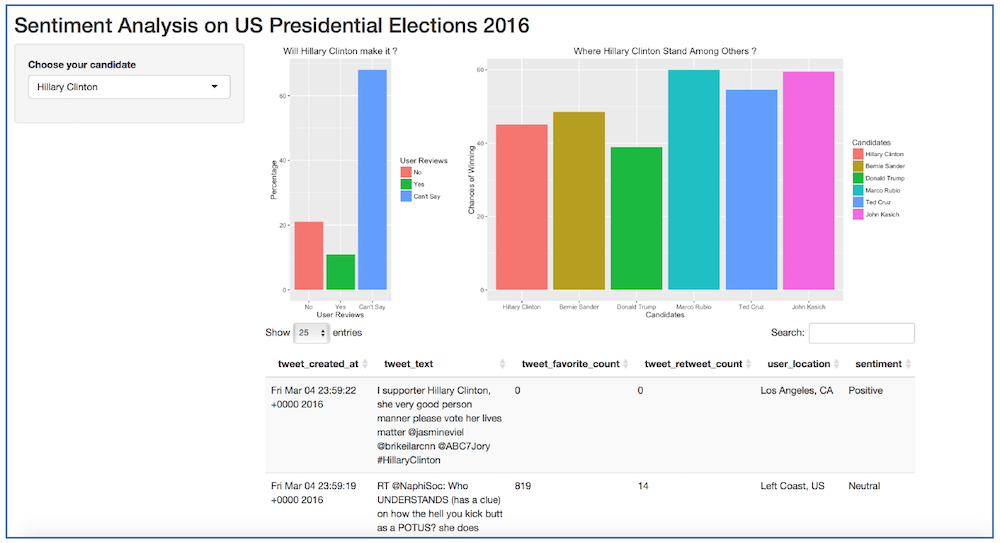 Sentiment Analysis on US Presidential Elections 2016
Choose your candidate
Hillary Clinton
Will Hillary Clinton make it ?
Percentage
60
40
20
0
No
Yes
Can't Say
User Reviews
User Reviews
No
Yes
Can't Say
Where Hillary Clinton Stand Among Others ?
Chances of Winning
60
40
20
0
Hillary Clinton
Bernie Sander
Donald Trump
Marco Rubio
Ted Cruz
John Kasich
Candidates
Candidates
Hillary Clinton
Bernie Sander
Donald Trump
Marco Rubio
Ted Cruz
John Kasich
Show 25 entries
Search:
tweet_created_at tweet_text tweet_favorite_count tweet_retweet_count user_location sentiment
Fri Mar 04 23:59:22 I supporter Hillary Clinton, 0 0 Los Angeles, CA Positive
+0000 2016 she very good person
manner please vote her lives
matter @jasmineviel
@brikeilarcnn @ABC7Jory
#HillaryClinton
Fri Mar 04 23:59:19 RT @NaphiSoc: Who 819 14 Left Coast, US Neutral
+0000 2016 UNDERSTANDS (has a clue)
on how the hell you kick butt
as a POTUS? she does